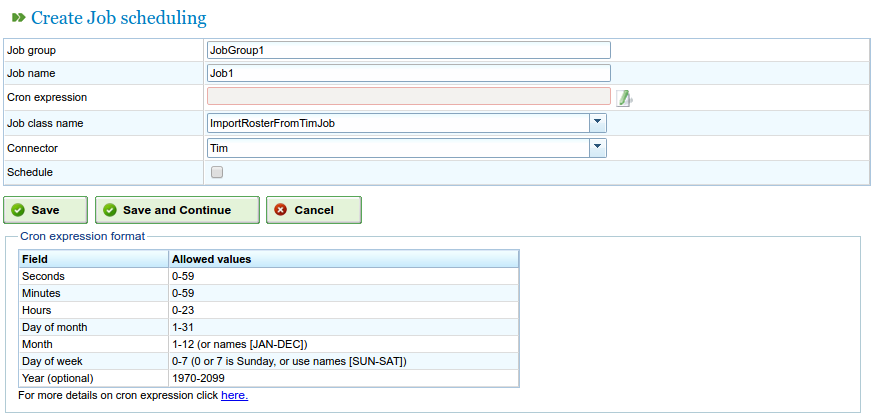 Create Job scheduling
Job group JobGroup1
Job name Job1
Cron expression
Job class name ImportRosterFromTimJob
Connector Tim
Schedule
Save Save and Continue Cancel
Cron expression format
Field Allowed values
Seconds 0-59
Minutes 0-59
Hours 0-23
Day of month 1-31
Month 1-12 (or names [JAN-DEC])
Day of week 0-7 (0 or 7 is Sunday, or use names [SUN-SAT])
Year (optional) 1970-2099
For more details on cron expression click here.